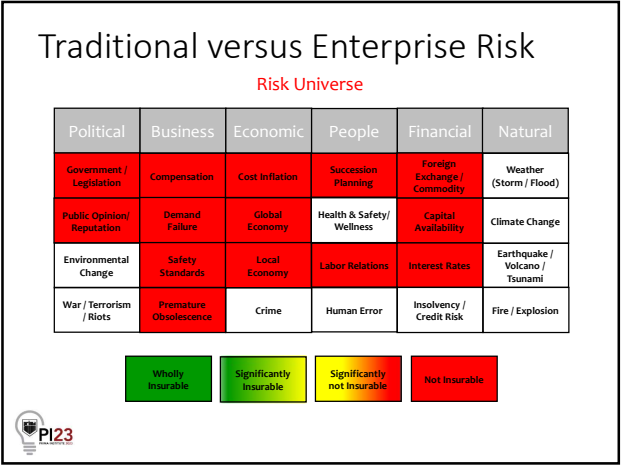 Traditional versus Enterprise Risk
Risk Universe
Political Business Economic People Financial Natural
Government /
Legislation
Compensation
Cost Inflation
Succession
Planning
Foreign
Exchange /
Commodity
Weather
(Storm / Flood)
Public Opinion/
Reputation
Demand
Failure
Global
Economy
Health & Safety/
Wellness
Capital
Availability
Climate Change
Environmental
Change
Safety
Standards
Local
Economy
Labor Relations
Interest Rates
Earthquake /
Volcano /
Tsunami
War / Terrorism
/ Riots
Premature
Obsolescence
Crime
Human Error
Insolvency /
Credit Risk
Fire / Explosion
Wholly
Insurable
Significantly
Insurable
Significantly
not Insurable
Not Insurable
PI23